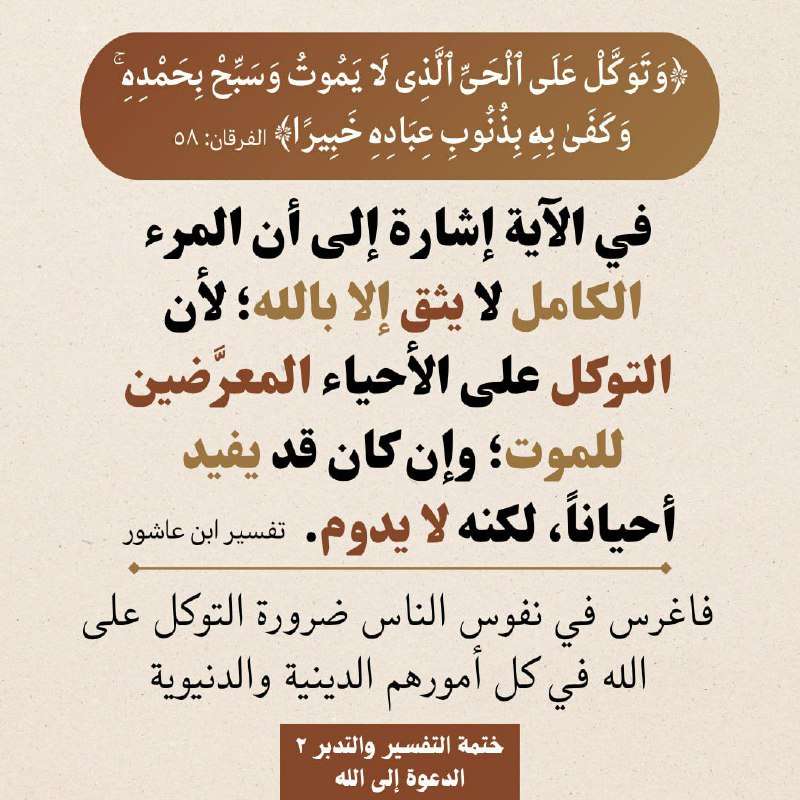 ﴿وَتَوَكَّلْ عَلَى ٱلْحَىِّ ٱلَّذِى لَا يَمُوتُ وَسَبِّحْ بِحَمْدِهِۦ ۚ
وَكَفَىٰ بِهِۦ بِذُنُوبِ عِبَادِهِۦ خَبِيرًا﴾ الفرقان: ٥٨
في الآية إشارة إلى أن المرء
الكامل لا يثق إلا بالله؛ لأن
التوكل على الأحياء المعرَّضين
للموت؛ وإن كان قد يفيد
أحياناً، لكنه لا يدوم. تفسير ابن عاشور
فاغرس في نفوس الناس ضرورة التوكل على
الله في كل أمورهم الدينية والدنيوية
ختمة التفسير والتدبر ٢
الدعوة إلى الله